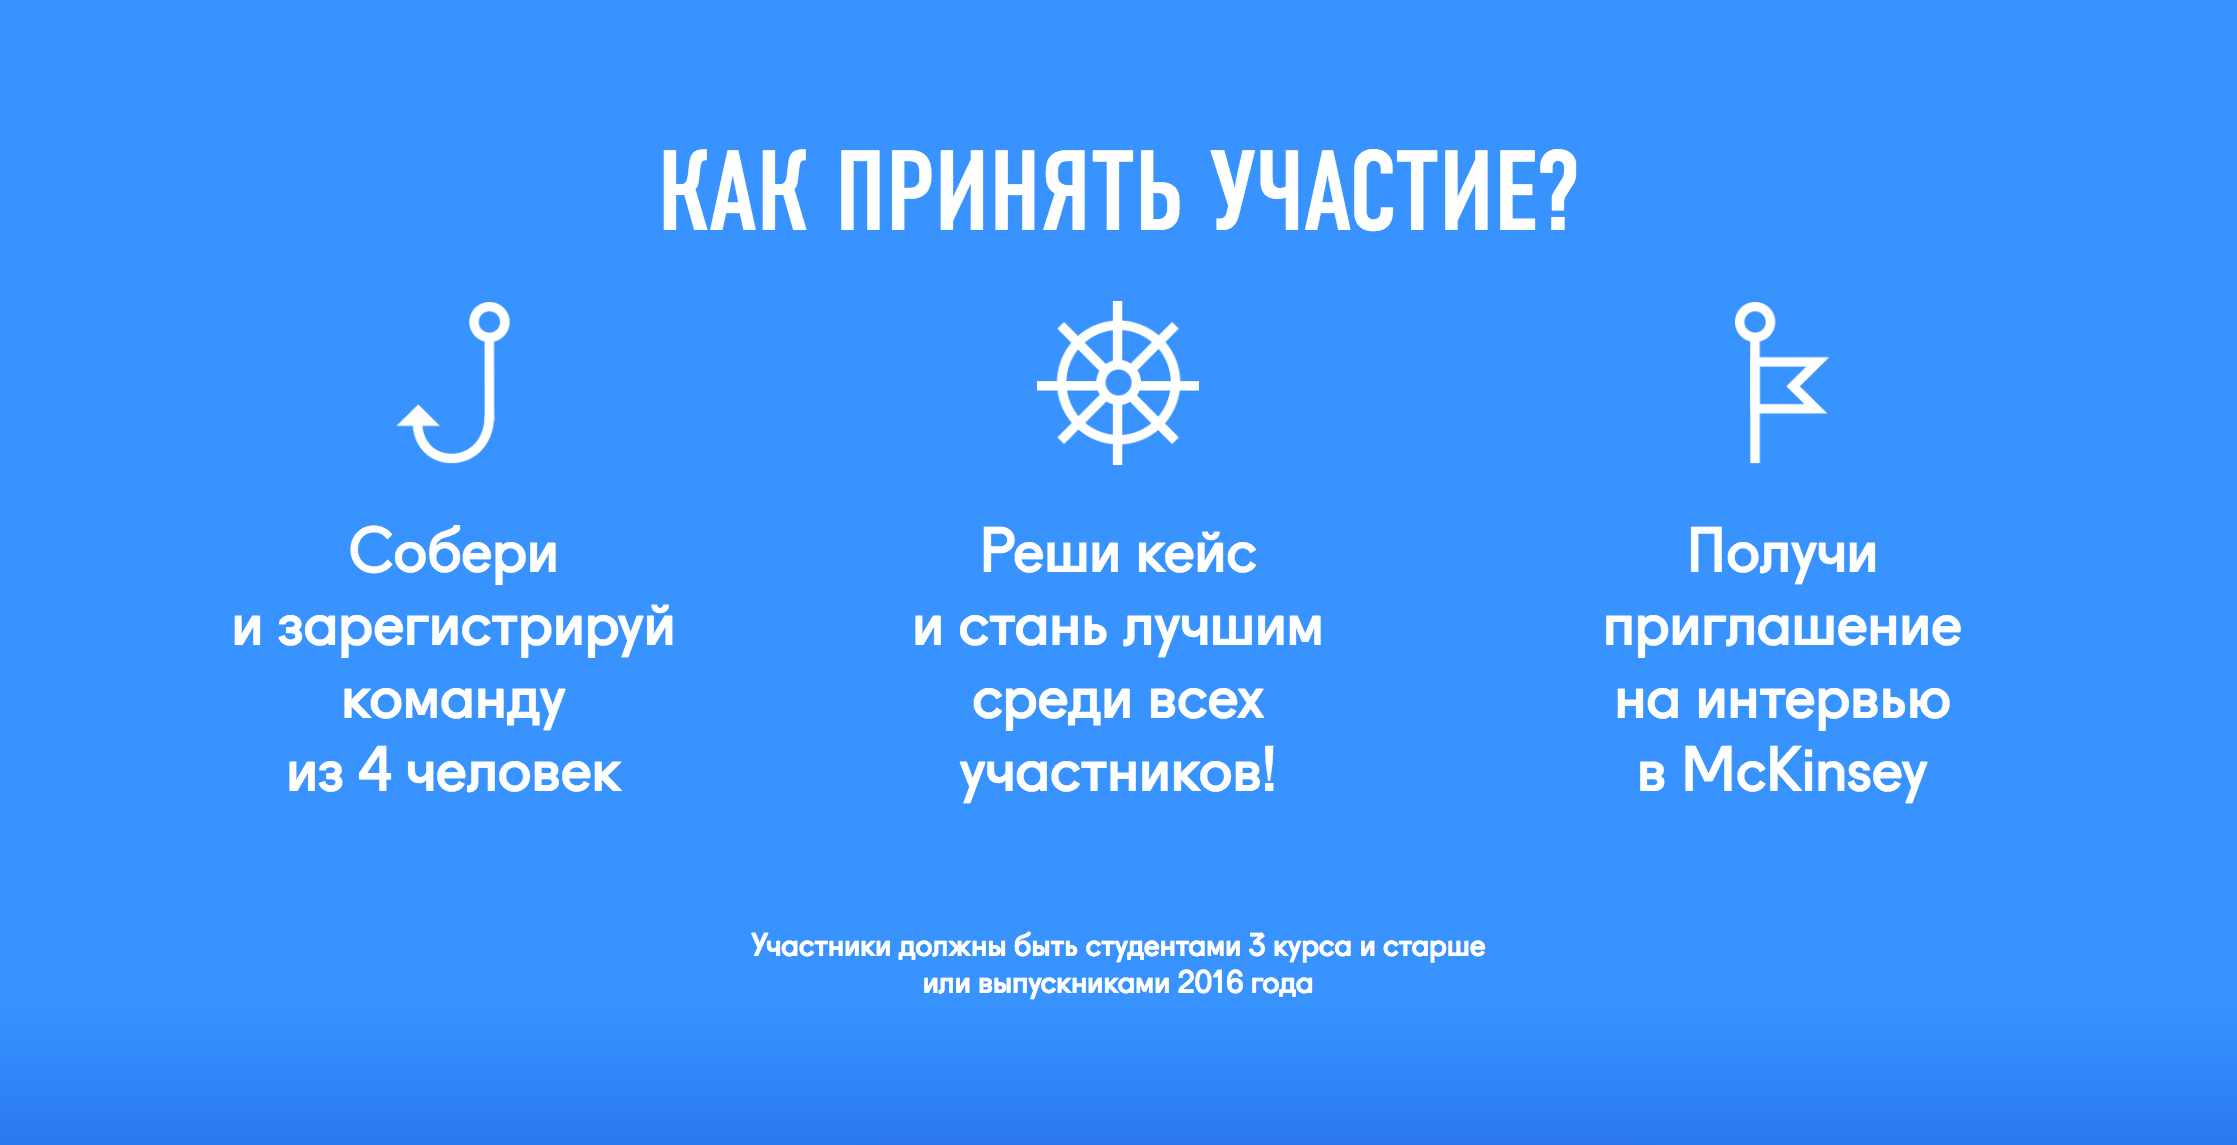 КАК ПРИНЯТЬ УЧАСТИЕ?
Собери
и зарегистрируй
команду
из 4 человек
Реши кейс
и стань лучшим
среди всех
участников!
Получи
приглашение
на интервью
в McKinsey
Участники должны быть студентами 3 курса и старше
или выпускниками 2016 года